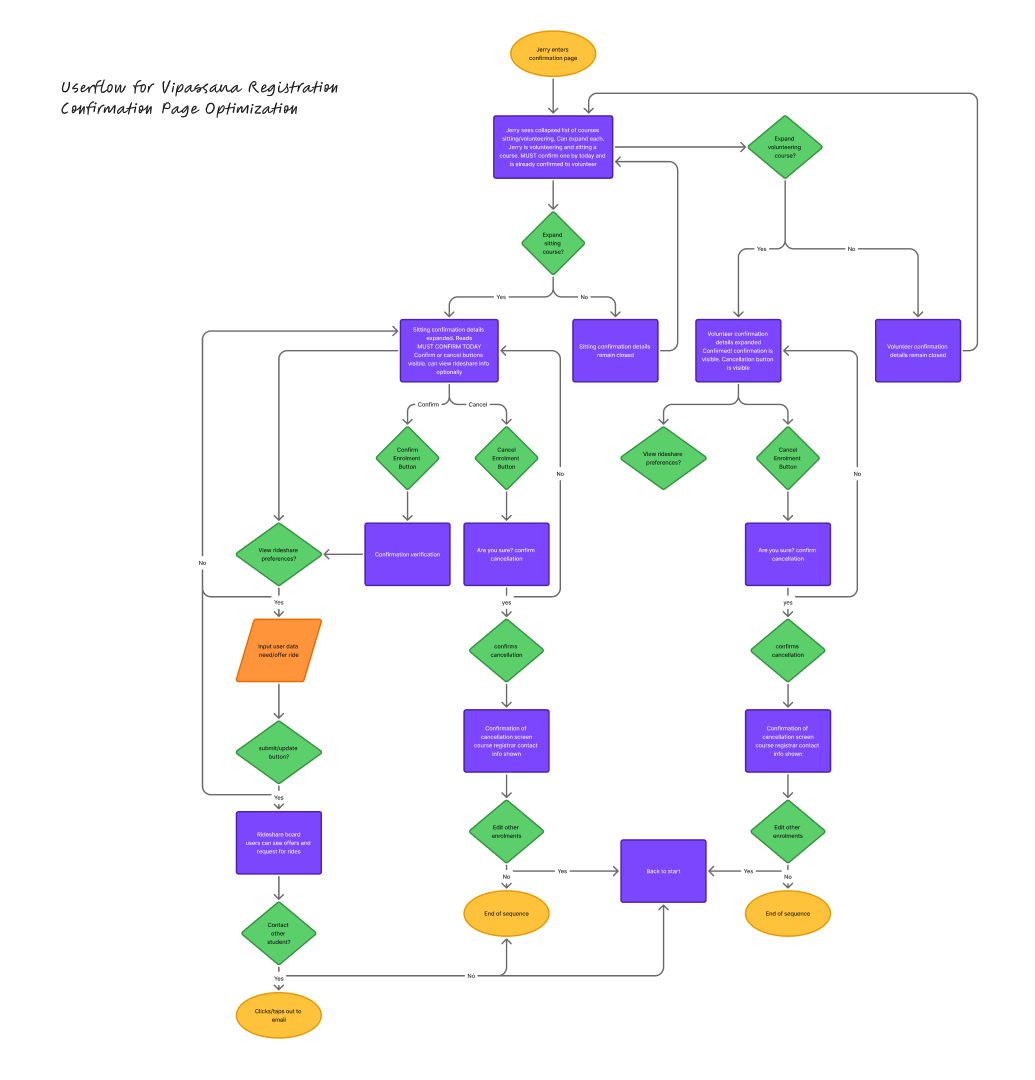 Jerry enters
confirmation page
Userflow for Vipassana Registration
Confirmation Page Optimization
Jerry sees collapsed list of courses
sitting/volunteering. Can expand each.
Jerry is volunteering and sitting a
course. MUST confirm one by today and
is already confirmed to volunteer
Expand
volunteering
course?
Expand
sitting
course?
Yes
No
Yes
No
Sitting confirmation details
expanded. Reads
MUST CONFIRM TODAY
Confirm or cancel buttons
visible. can view rideshare info
optionally
Sitting confirmation details
remain closed
Volunteer confirmation
details expanded
Confirmed! confirmation is
visible. Cancellation button
is visible
Volunteer confirmation
details remain closed
Confirm
Cancel
Confirm
Enrolment
Button
Cancel
Enrolment
Button
View rideshare
preferences?
Cancel
Enrolment
Button
No
No
View rideshare
preferences?
Confirmation verification
Are you sure? confirm
cancellation
Are you sure? confirm
cancellation
No
Yes
yes
yes
Input user data
need/offer ride
confirms
cancellation
confirms
cancellation
submit/update
button?
Confirmation of
cancellation screen
course registrar contact
info shown
Confirmation of
cancellation screen
course registrar contact
info shown
Yes
Rideshare board
users can see offers and
request for rides
Edit other
enrolments
Edit other
enrolments
Back to start
No
Yes
Yes
No
End of sequence
End of sequence
Contact
other
student?
Yes
No
Clicks/taps out to
email